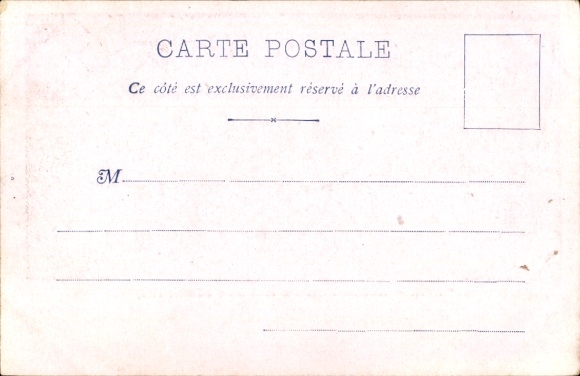 CARTE POSTALE
Ce côté est exclusivement réservé à l'adresse
M